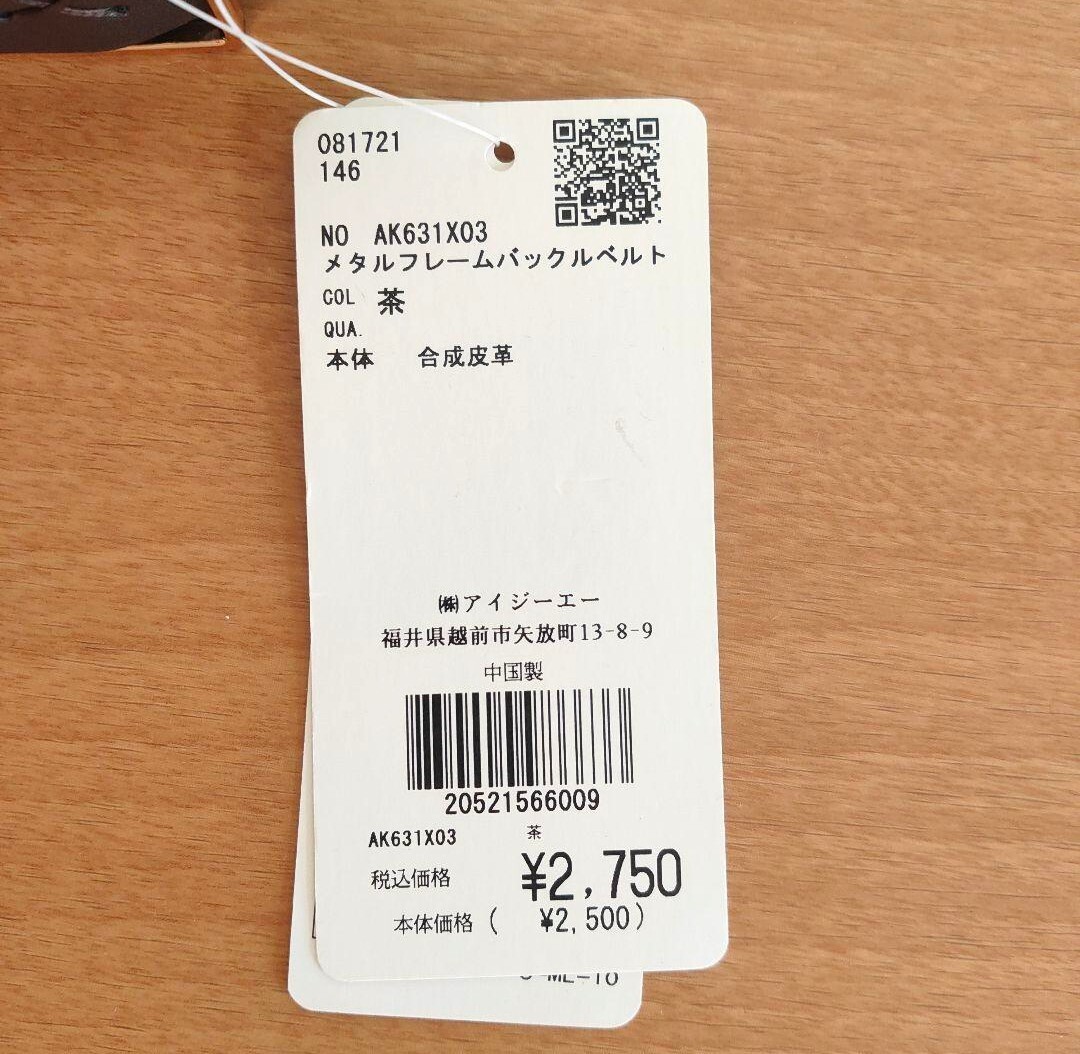 081721
146
NO AK631X03
メタルフレームバックルベルト
COL 茶
QUA.
本体 合成皮革
㈱アイジーエー
福井県越前市矢放町13-8-9
中国製
20521566009
AK631X03 茶
税込価格 ¥2,750
本体価格( ¥2,500)